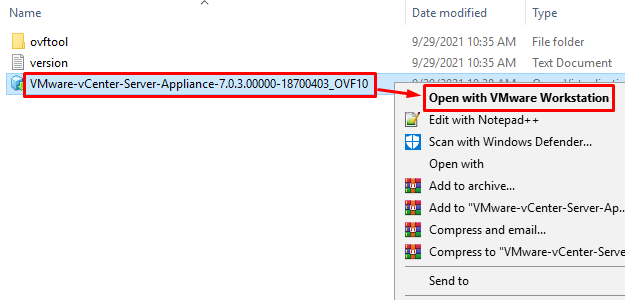 Name Date modified Type
ovftool 9/29/2021 10:35 AM File folder
version 9/29/2021 10:35 AM Text Document
VMware-vCenter-Server-Appliance-7.0.3.00000-18700403_OVF10
Open with VMware Workstation
Edit with Notepad++
Scan with Windows Defender...
Open with
Add to archive...
Add to "VMware-vCenter-Server-Ap..
Compress and email...
Compress to "VMware-vCenter-Serve
Send to